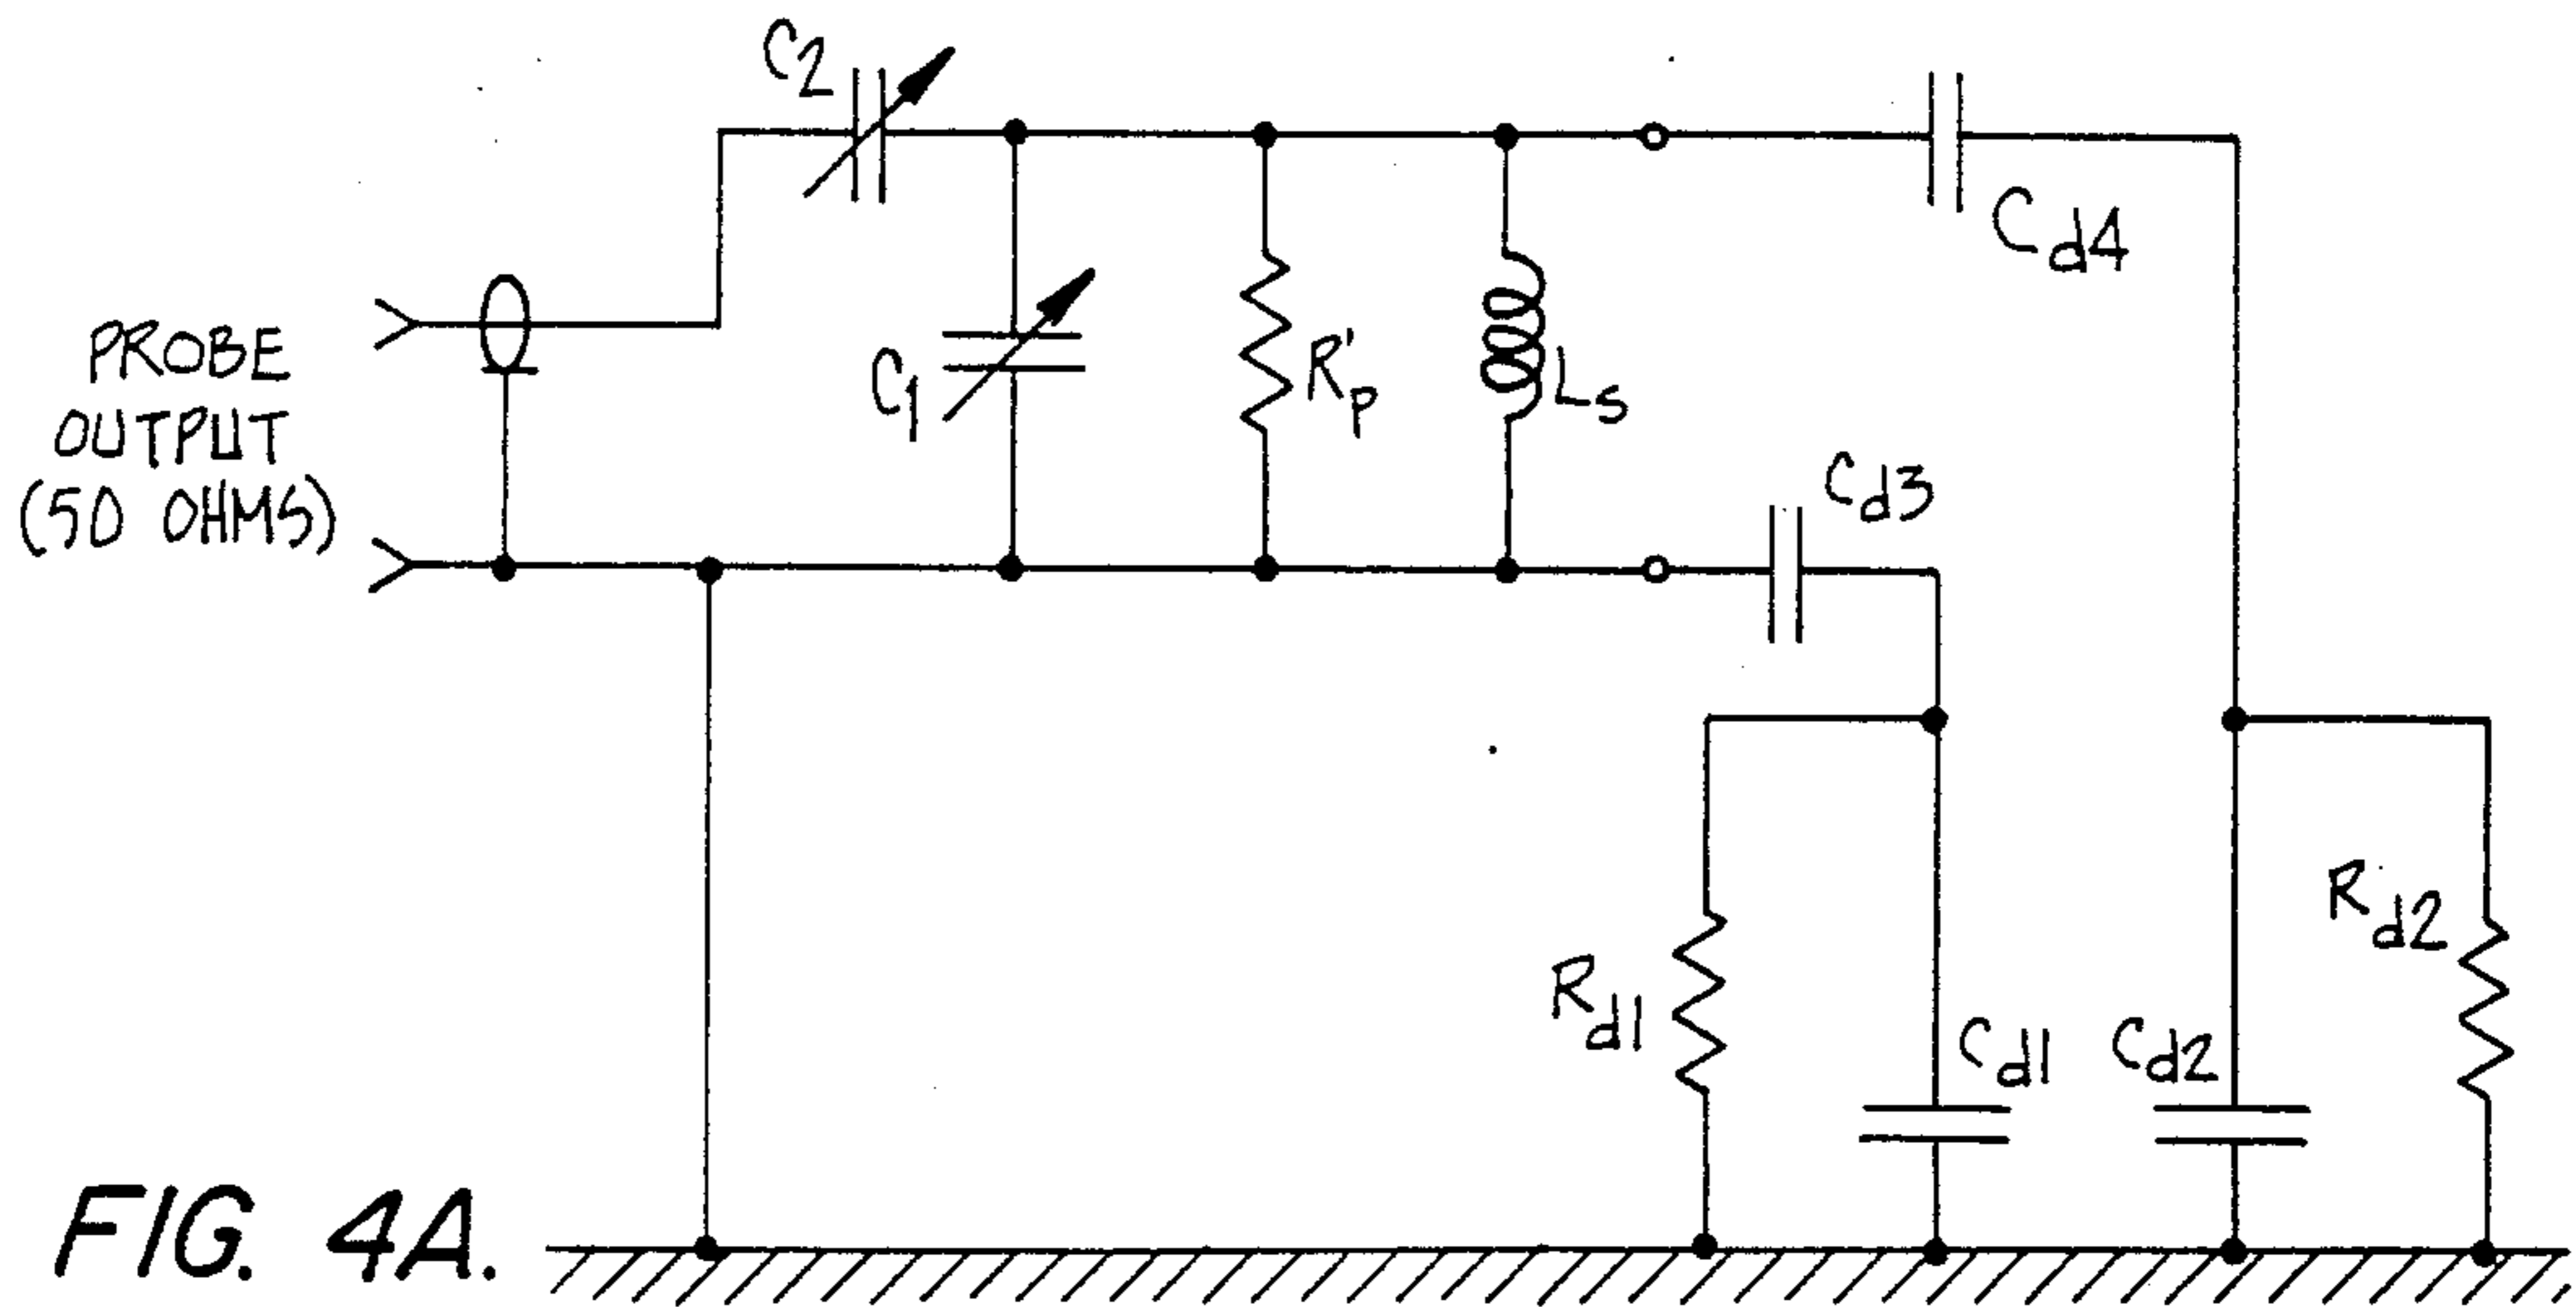 C2
Cd4
PROBE
OUTPUT
(50 OHMS)
C1
R'p
Ls
Cd3
Rd1
Cd1
Cd2
Rd2
FIG. 4A.